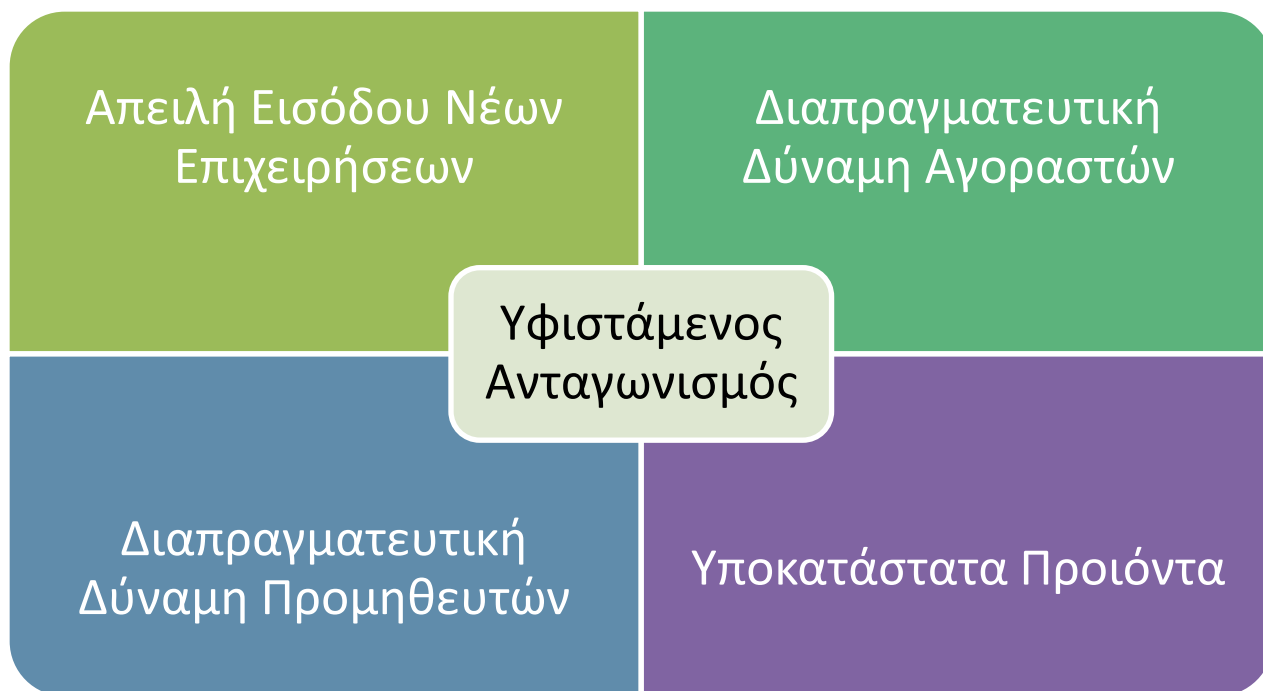 Απειλή Εισόδου Νέων
Επιχειρήσεων
Διαπραγματευτική
Δύναμη Αγοραστών
Υφιστάμενος
Ανταγωνισμός
Διαπραγματευτική
Δύναμη Προμηθευτών
Υποκατάστατα Προιόντα